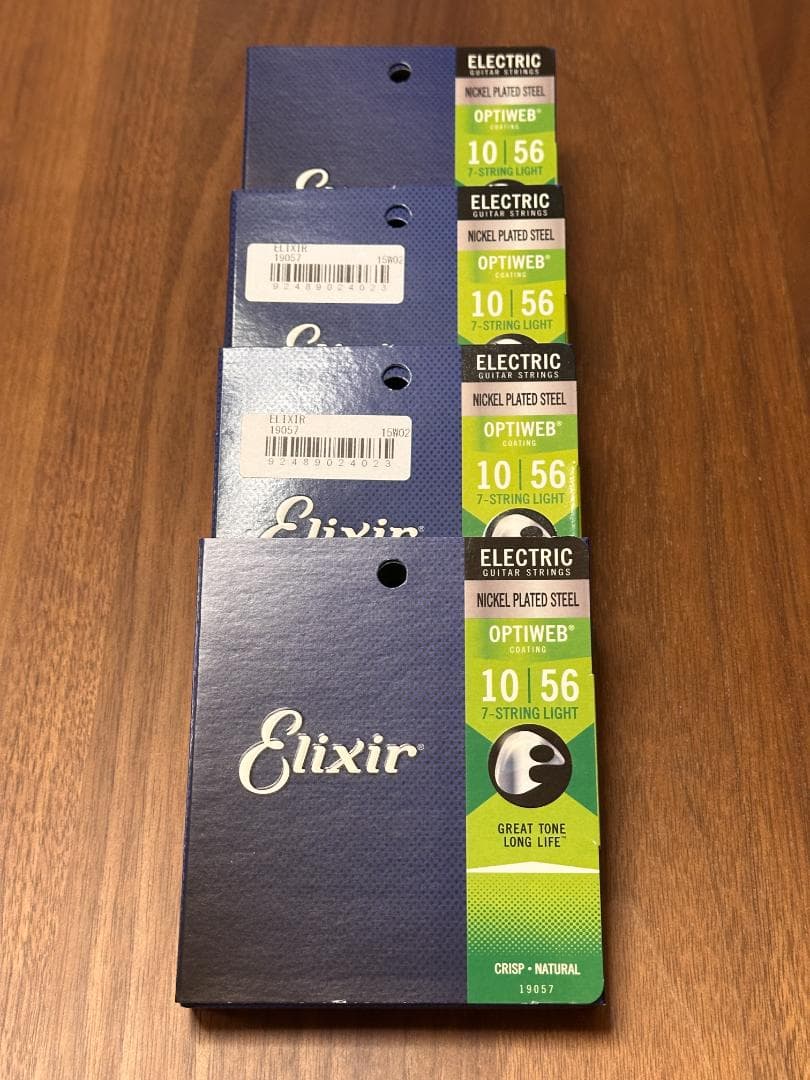 ELECTRIC
GUITAR STRINGS
NICKEL PLATED STEEL
OPTIWEB®
COATING
10 | 56
7-STRING LIGHT
ELECTRIC
GUITAR STRINGS
NICKEL PLATED STEEL
OPTIWEB®
COATING
10 | 56
7-STRING LIGHT
ELIXIR
19057 15W02
92489024023
ELECTRIC
GUITAR STRINGS
NICKEL PLATED STEEL
OPTIWEB®
COATING
10 | 56
7-STRING LIGHT
ELIXIR
19057 15W02
92489024023
Elixir®
ELECTRIC
GUITAR STRINGS
NICKEL PLATED STEEL
OPTIWEB®
COATING
10 | 56
7-STRING LIGHT
Elixir®
GREAT TONE
LONG LIFE™
CRISP • NATURAL
19057